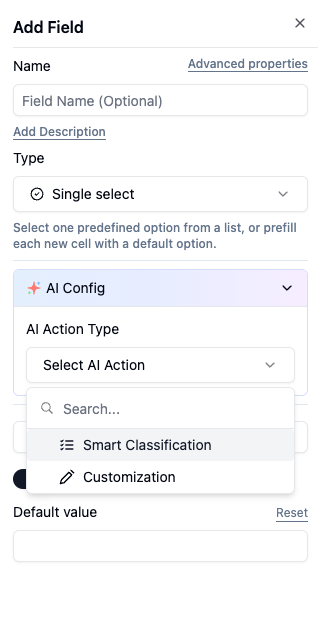 Add Field
Name
Advanced properties
Field Name (Optional)
Add Description
Type
Single select
Select one predefined option from a list, or prefill
each new cell with a default option.
AI Config
AI Action Type
Select AI Action
Search...
Smart Classification
Customization
Default value
Reset